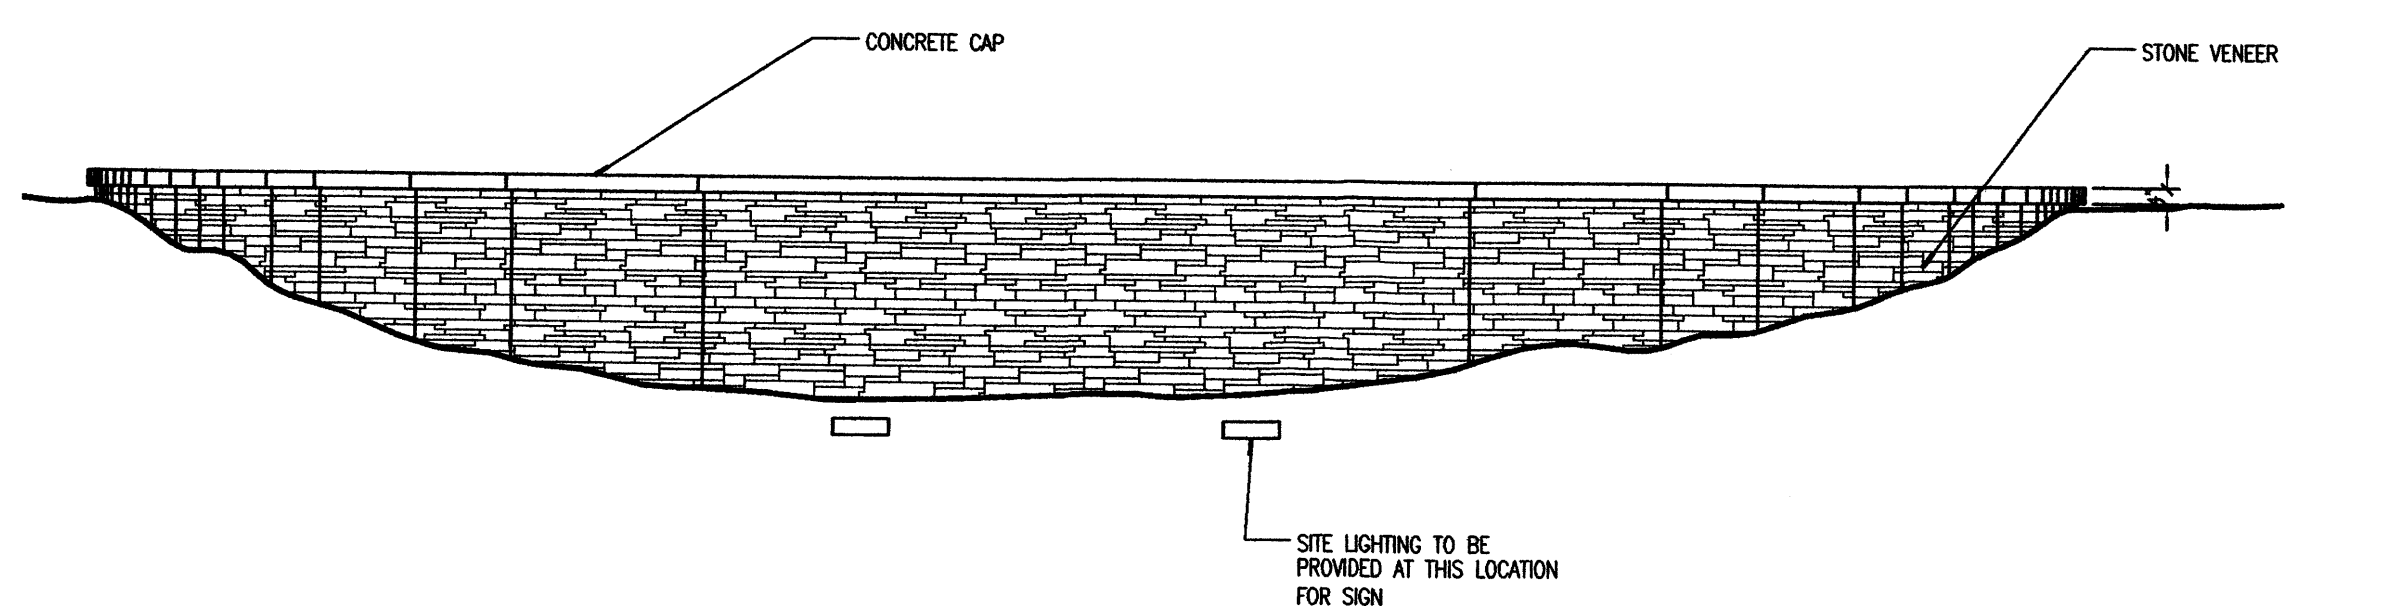 CONCRETE CAP
STONE VENEER
SITE LIGHTING TO BE
PROVIDED AT THIS LOCATION
FOR SIGN